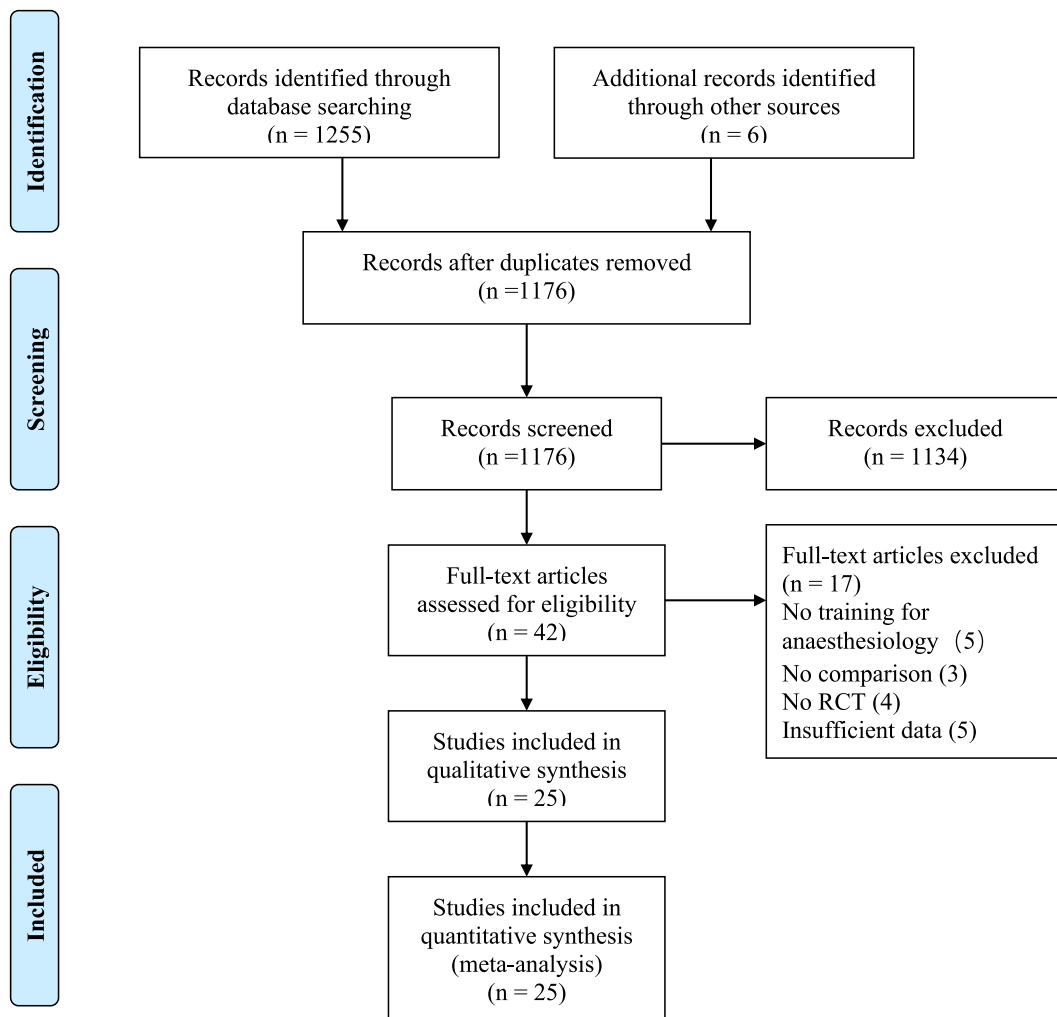 Identification
Records identified through
database searching
(n = 1255)
Additional records identified
through other sources
(n = 6)
Records after duplicates removed
(n =1176)
Screening
Records screened
(n =1176)
Records excluded
(n = 1134)
Eligibility
Full-text articles
assessed for eligibility
(n = 42)
Full-text articles excluded
(n = 17)
No training for
anaesthesiology（5）
No comparison (3)
No RCT (4)
Insufficient data (5)
Studies included in
qualitative synthesis
(n = 25)
Included
Studies included in
quantitative synthesis
(meta-analysis)
(n = 25)